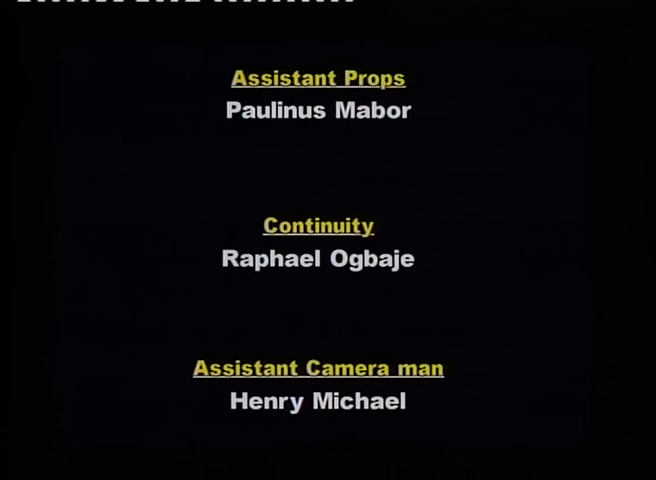 Assistant Props
Paulinus Mabor
Continuity
Raphael Ogbaje
Assistant Camera man
Henry Michael